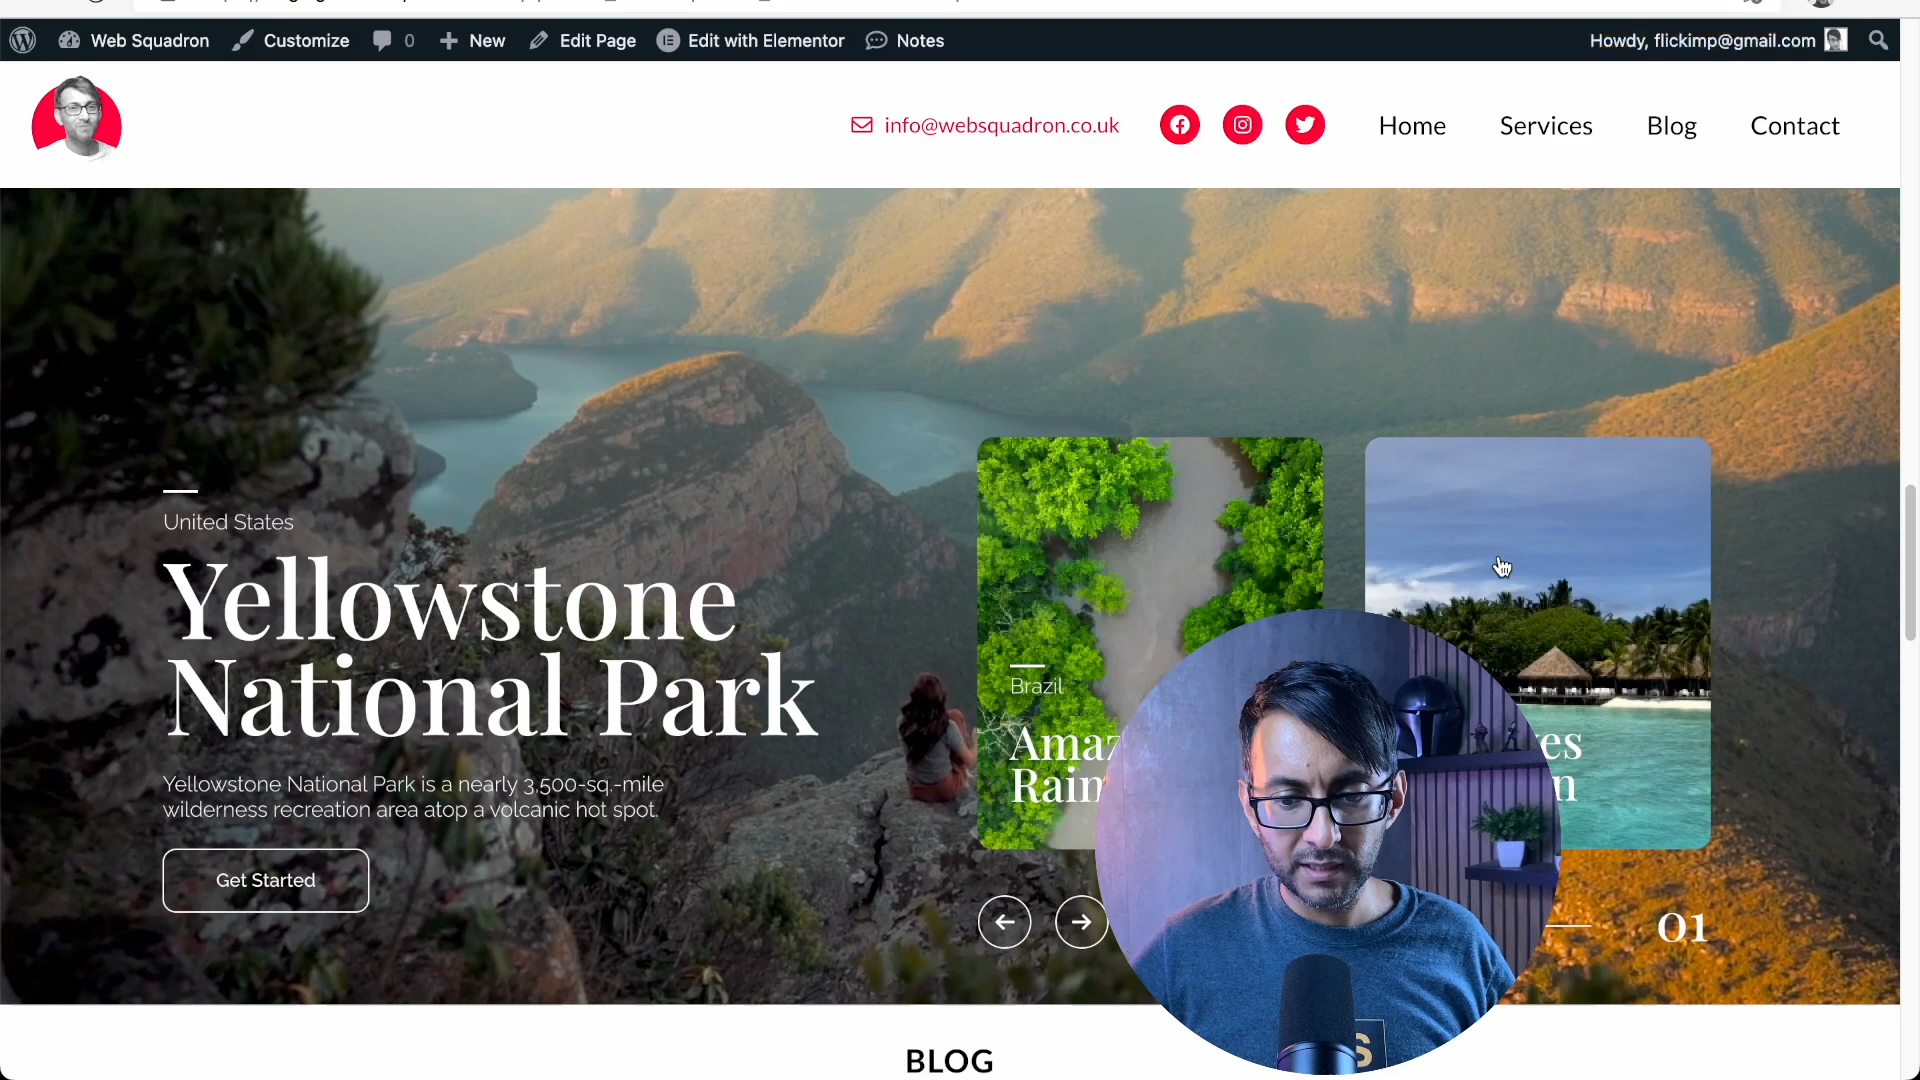 Web Squadron Customize 0 New Edit Page Edit with Elementor Notes Howdy, flickimp@gmail.com
info@websquadron.co.uk Home Services Blog Contact
United States
Yellowstone
National Park
Yellowstone National Park is a nearly 3,500-sq.-mile
wilderness recreation area atop a volcanic hot spot.
Get Started
Brazil
01
BLOG